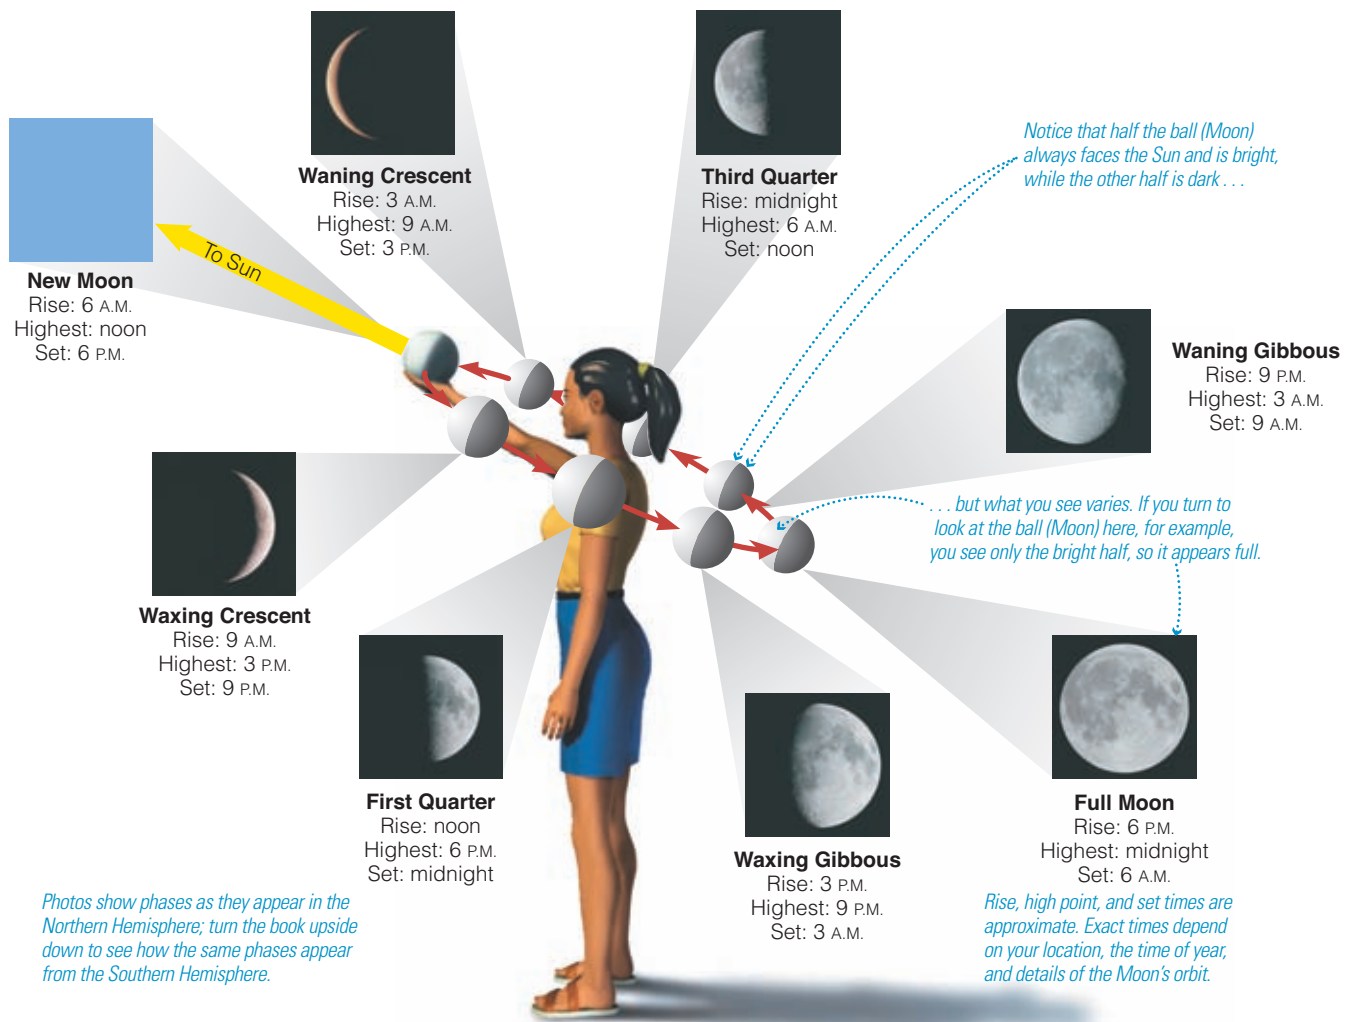 Waning Crescent
Rise: 3 A.M.
Highest: 9 A.M.
Set: 3 P.M.
Third Quarter
Rise: midnight
Highest: 6 A.M.
Set: noon
Notice that half the ball (Moon)
always faces the Sun and is bright,
while the other half is dark . . .
To Sun
New Moon
Rise: 6 A.M.
Highest: noon
Set: 6 P.M.
Waning Gibbous
Rise: 9 P.M.
Highest: 3 A.M.
Set: 9 A.M.
. . . but what you see varies. If you turn to
look at the ball (Moon) here, for example,
you see only the bright half, so it appears full.
Waxing Crescent
Rise: 9 A.M.
Highest: 3 P.M.
Set: 9 P.M.
First Quarter
Rise: noon
Highest: 6 P.M.
Set: midnight
Waxing Gibbous
Rise: 3 P.M.
Highest: 9 P.M.
Set: 3 A.M.
Full Moon
Rise: 6 P.M.
Highest: midnight
Set: 6 A.M.
Photos show phases as they appear in the
Northern Hemisphere; turn the book upside
down to see how the same phases appear
from the Southern Hemisphere.
Rise, high point, and set times are
approximate. Exact times depend
on your location, the time of year,
and details of the Moon's orbit.